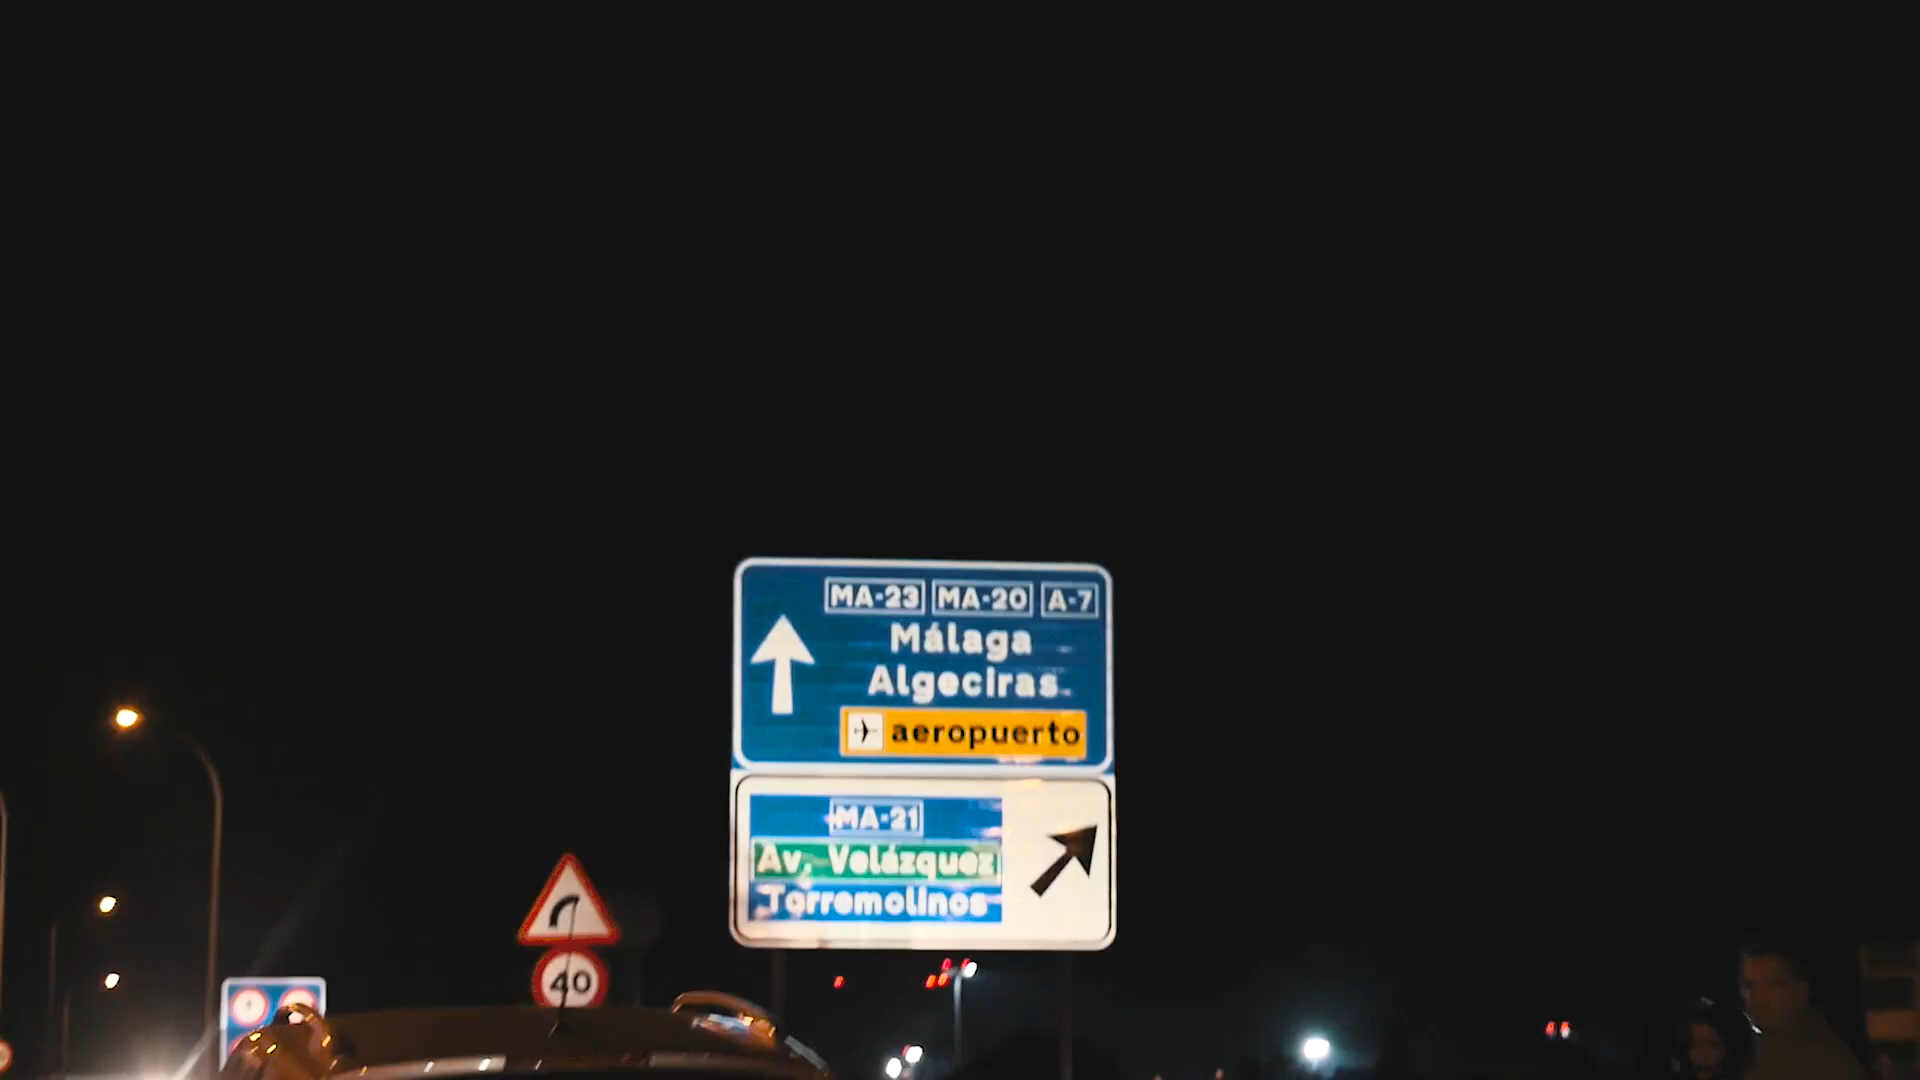 MA-23 MA-20 A-7
Málaga
Algeciras
aeropuerto
MA-21
Av. Velázquez
Torremolinos
40